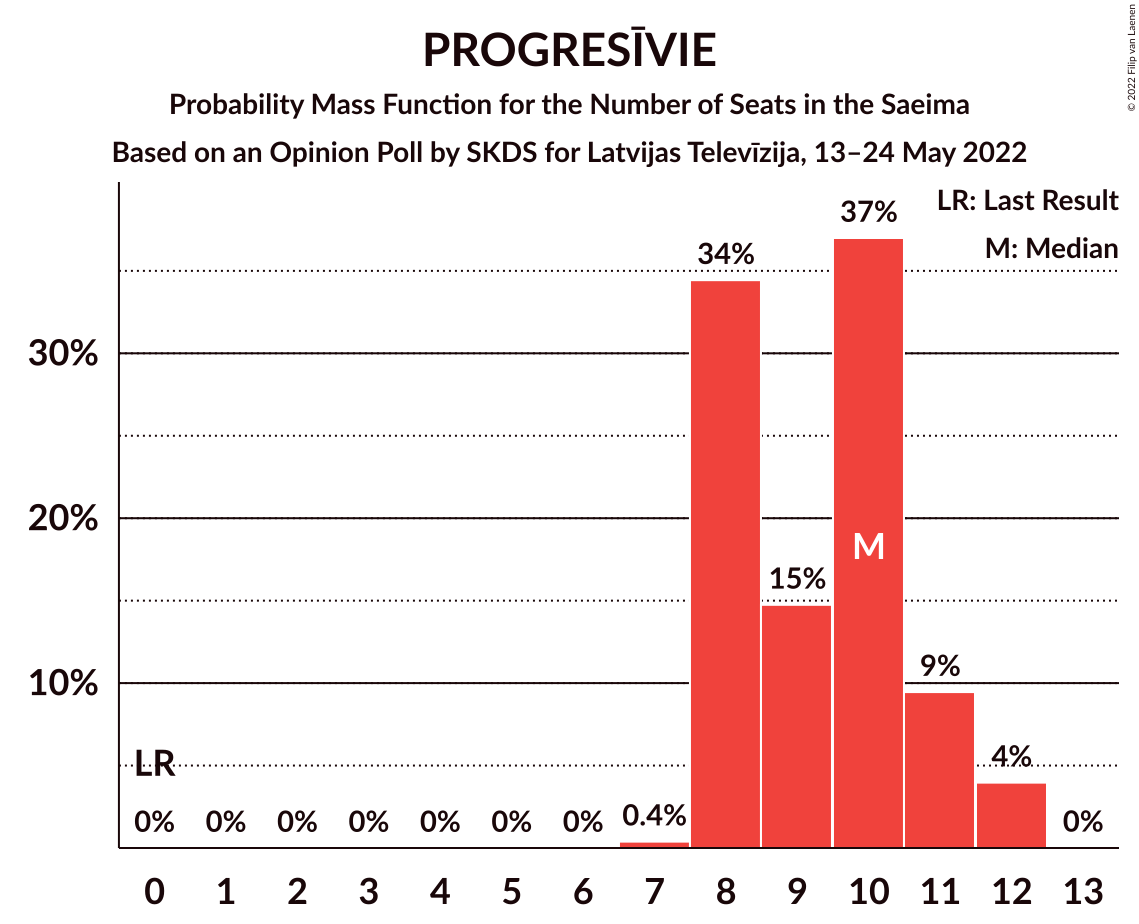 PROGRESĪVIE
Probability Mass Function for the Number of Seats in the Saeima
Based on an Opinion Poll by SKDS for Latvijas Televīzija, 13–24 May 2022
© 2022 Filip van Laenen
LR: Last Result
M: Median
37%
34%
30%
20%
M
15%
10%
9%
LR
4%
0% 0% 0% 0% 0% 0% 0% 0.4% 0%
0 1 2 3 4 5 6 7 8 9 10 11 12 13